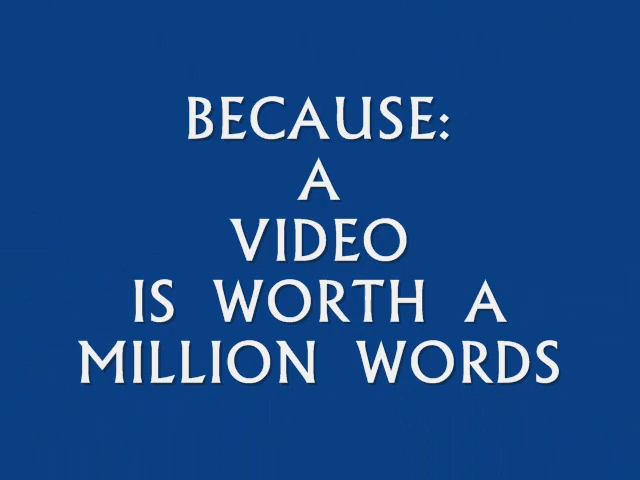 BECAUSE:
A
VIDEO
IS WORTH A
MILLION WORDS